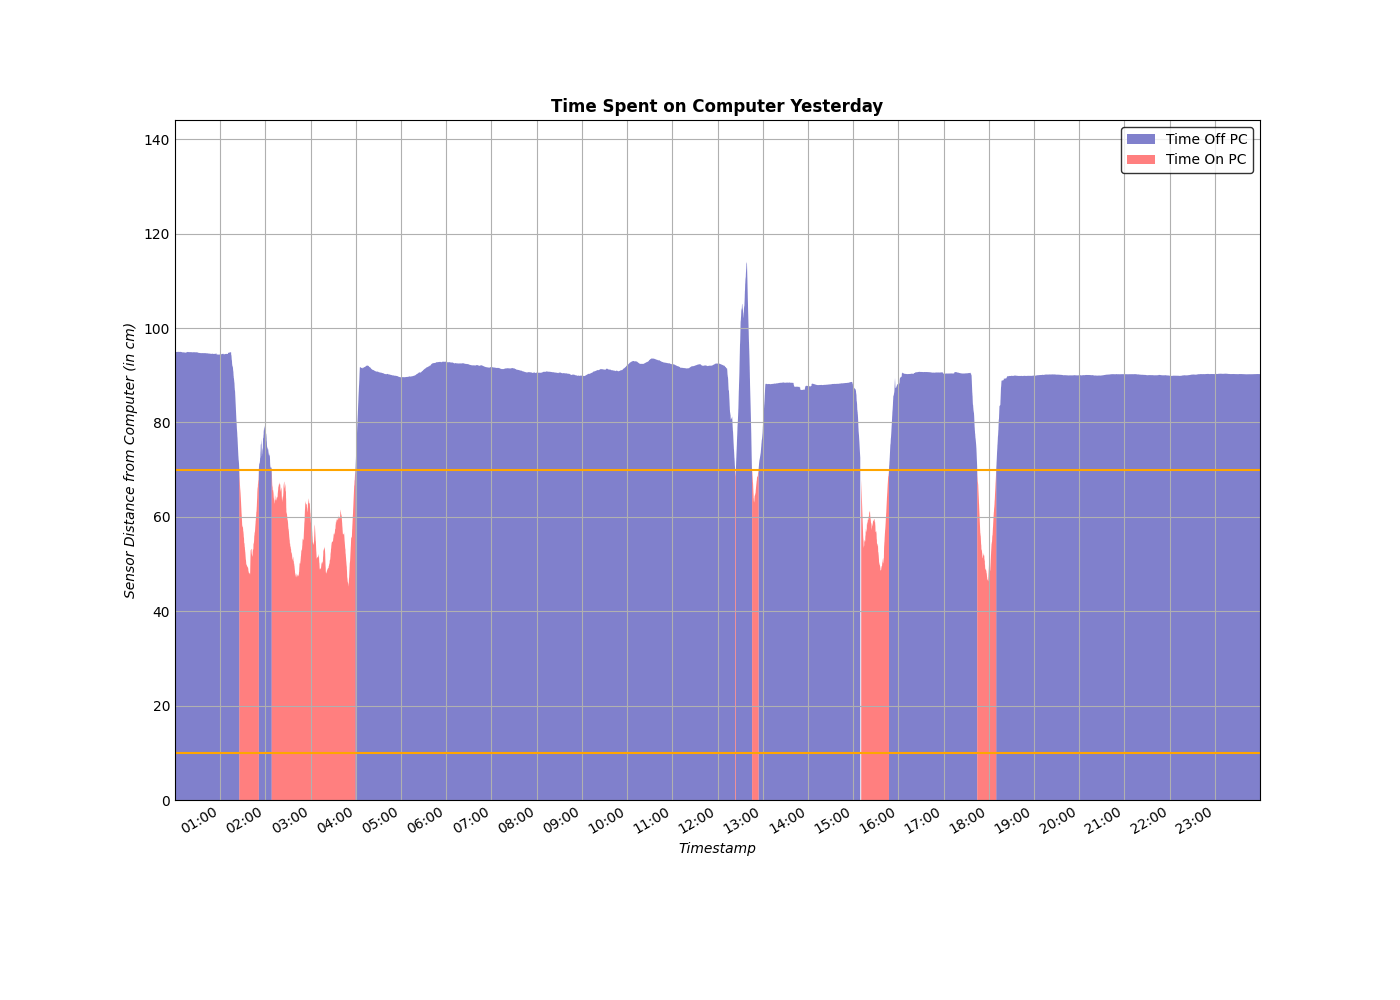 Time Spent on Computer Yesterday
Time Off PC
Time On PC
Sensor Distance from Computer (in cm)
140
120
100
80
60
40
20
0
01:00 02:00 03:00 04:00 05:00 06:00 07:00 08:00 09:00 10:00 11:00 12:00 13:00 14:00 15:00 16:00 17:00 18:00 19:00 20:00 21:00 22:00 23:00
Timestamp